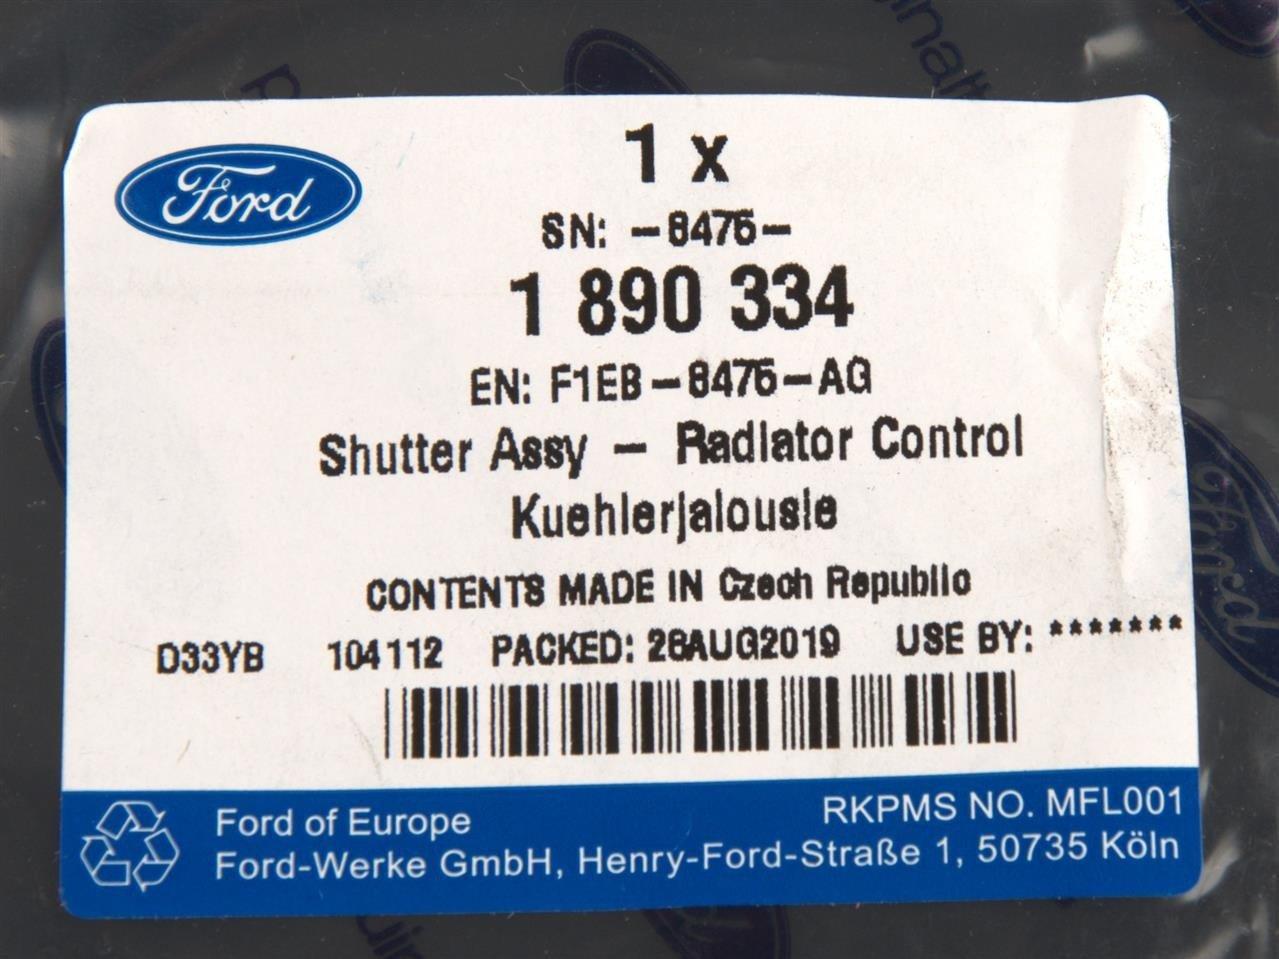 Ford
1 x
SN: -8475-
1 890 334
EN: F1EB-8475-AG
Shutter Assy - Radiator Control
Kuehlerjalousie
CONTENTS MADE IN Czech Republic
D33YB 104112 PACKED: 28AUG2019 USE BY: *******
Ford of Europe RKPMS NO. MFL001
Ford-Werke GmbH, Henry-Ford-Straße 1, 50735 Köln
Ford